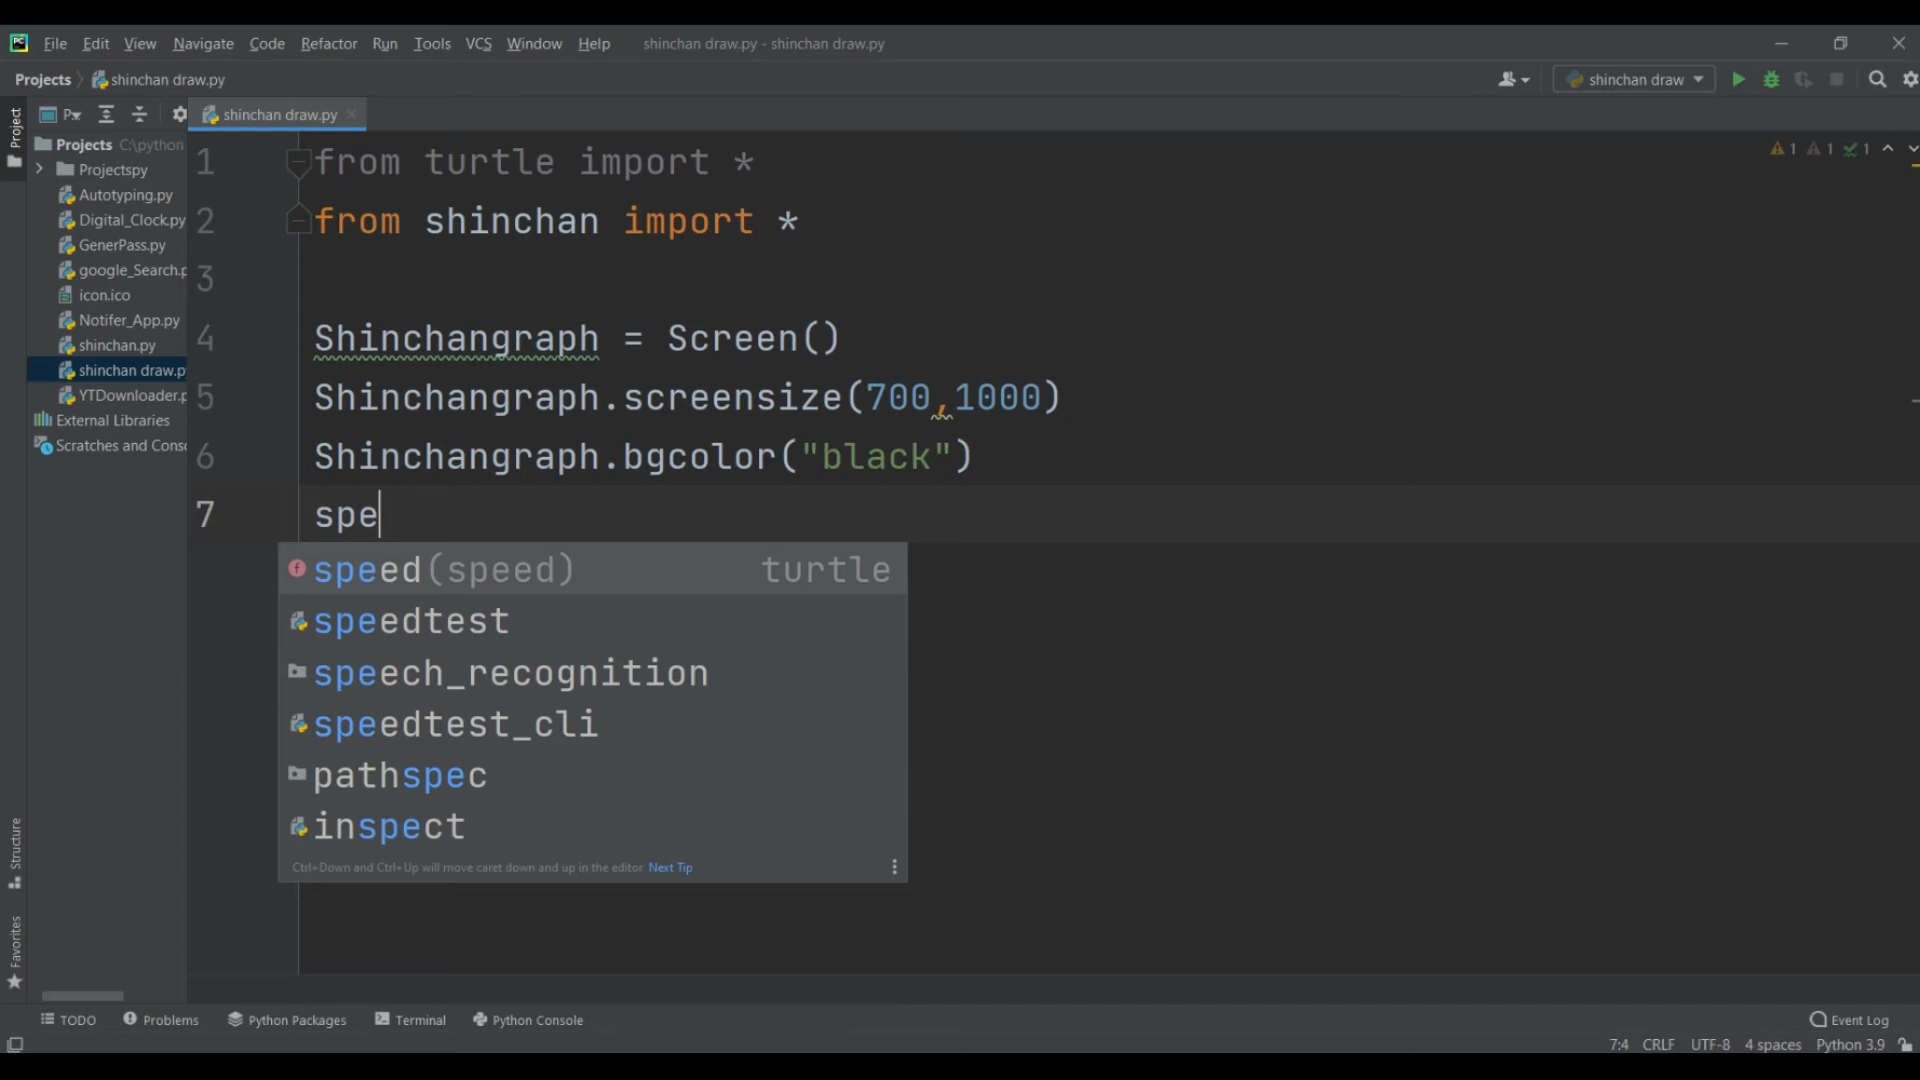 File Edit View Navigate Code Refactor Run Tools VCS Window Help shinchan draw.py - shinchan draw.py
Projects shinchan draw.py shinchan draw
Project
P
shinchan draw.py
Projects C:\python
Projectspy
Autotyping.py
Digital_Clock.py
GenerPass.py
google_Search.p
icon.ico
Notifer_App.py
shinchan.py
shinchan draw.py
YTDownloader.p
External Libraries
Scratches and Conso
1 from turtle import *
2 from shinchan import *
3
4 Shinchangraph = Screen()
5 Shinchangraph.screensize(700,1000)
6 Shinchangraph.bgcolor("black")
7 spe
1 1 1
speed(speed) turtle
speedtest
speech_recognition
speedtest_cli
pathspec
inspect
Ctrl+Down and Ctrl+Up will move caret down and up in the editor Next Tip
Structure
Favorites
TODO Problems Python Packages Terminal Python Console Event Log
7:4 CRLF UTF-8 4 spaces Python 3.9